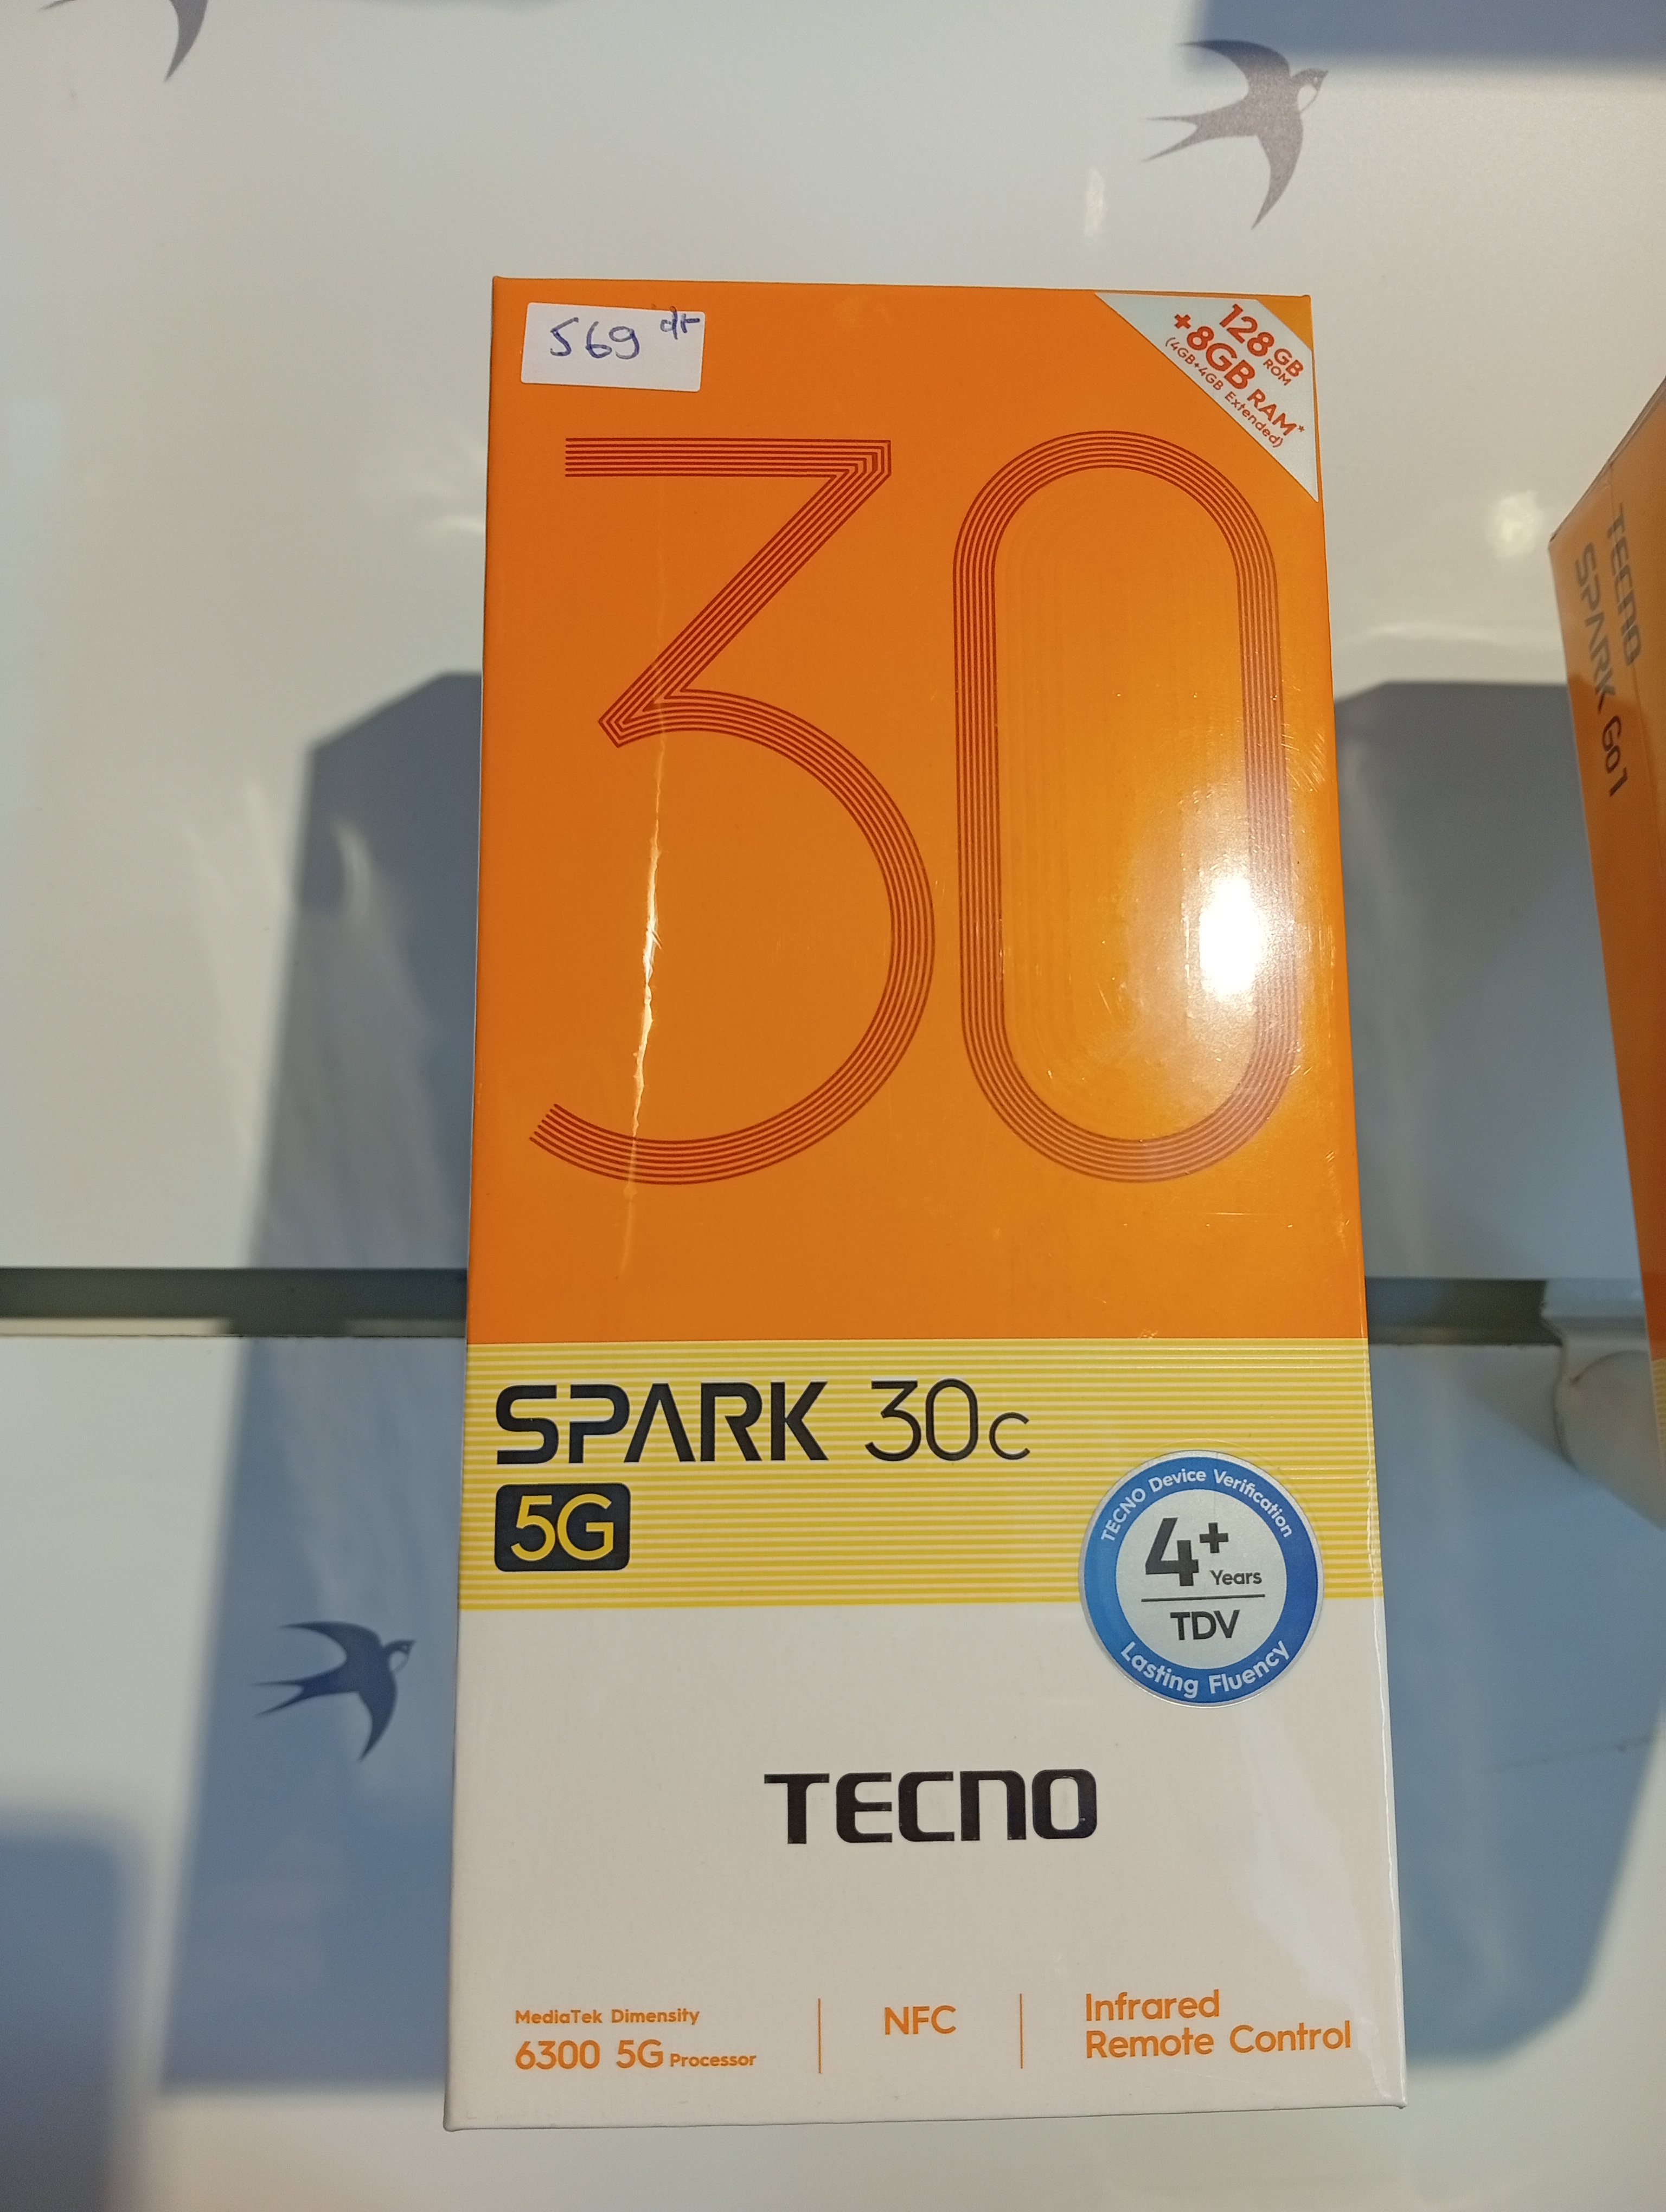 569 dt
128 GB ROM
+8GB RAM*
(4GB+4GB Extended)
30
SPARK 30c
5G
TECNO Device Verification
4+ Years
TDV
Lasting Fluency
TECNO
MediaTek Dimensity
6300 5G Processor
NFC
Infrared
Remote Control
TECNO
SPARK Go1